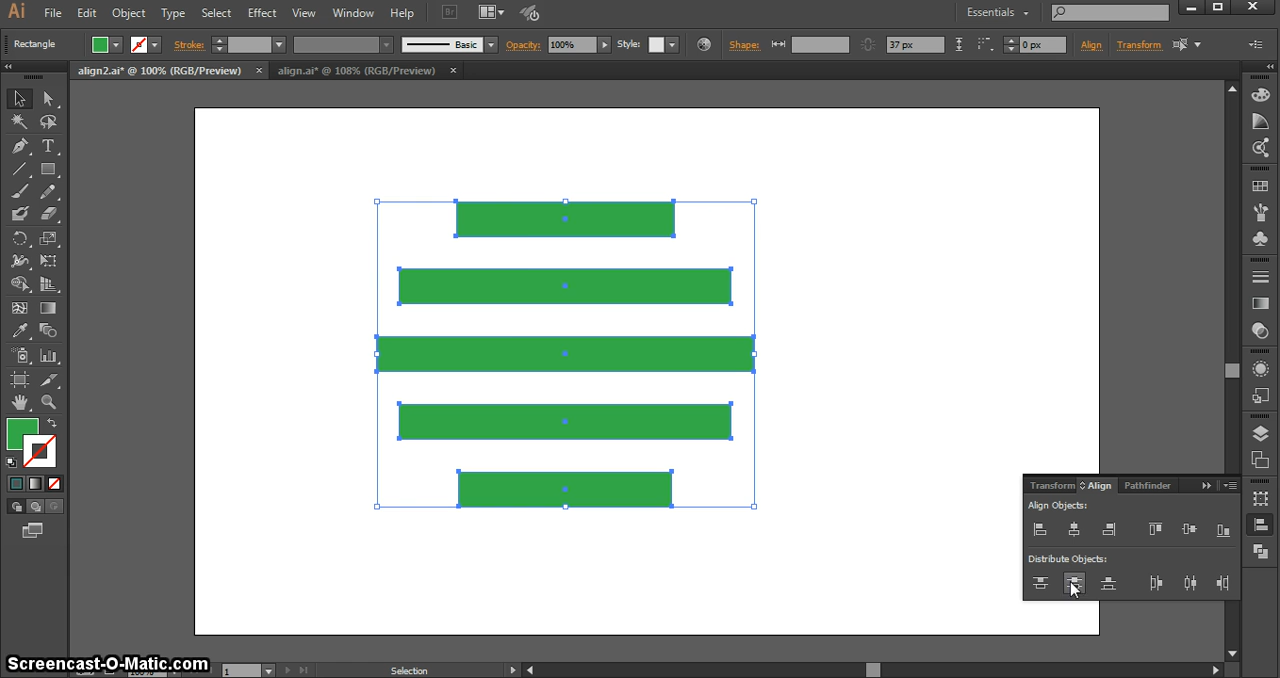 Ai File Edit Object Type Select Effect View Window Help Br Essentials
Rectangle Stroke: Basic Opacity: 100% Style: Shape: 37 px 0 px Align Transform
align2.ai* @ 100% (RGB/Preview) × align.ai* @ 108% (RGB/Preview) ×
T
Transform Align Pathfinder
Align Objects:
Distribute Objects:
Screencast-O-Matic.com
1 Selection